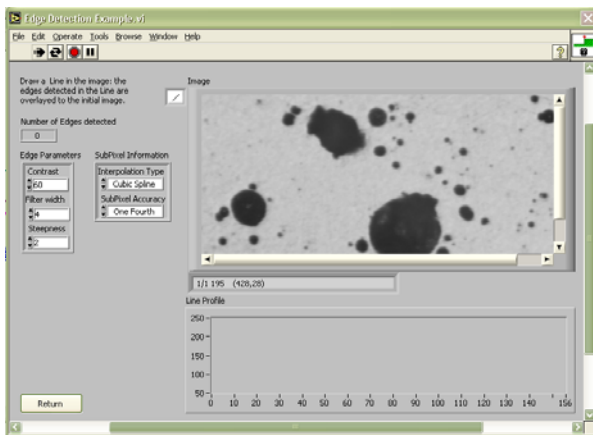 Edge Detection Example.vi
File Edit Operate Tools Browse Window Help
Draw a Line in the image: the
edges detected in the Line are
overlayed to the initial image.
Number of Edges detected
0
Edge Parameters
Contrast
60
Filter width
4
Steepness
2
SubPixel Information
Interpolation Type
Cubic Spline
SubPixel Accuracy
One Fourth
Image
1/1 195 (428,28)
Line Profile
250
200
150
100
50
0 10 20 30 40 50 60 70 80 90 100 110 120 130 140 156
Return